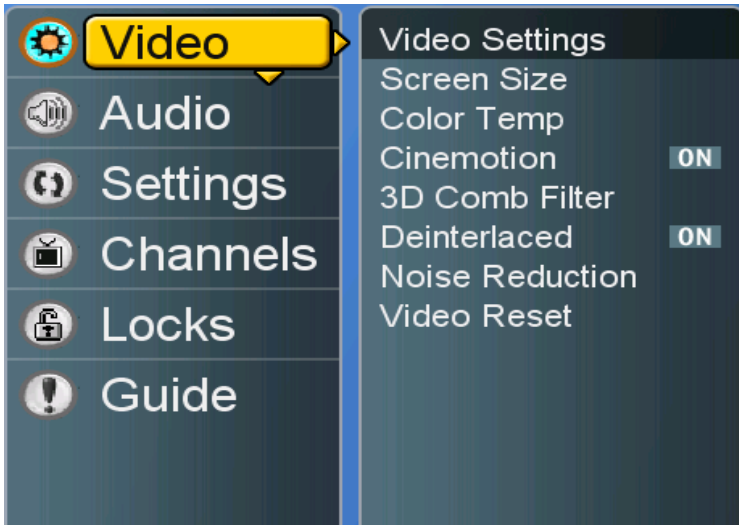 Video
Audio
Settings
Channels
Locks
Guide
Video Settings
Screen Size
Color Temp
Cinemotion ON
3D Comb Filter
Deinterlaced ON
Noise Reduction
Video Reset